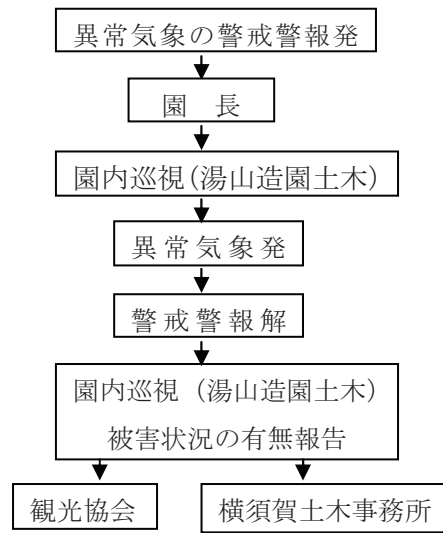 異常気象の警戒警報発
園　長
園内巡視(湯山造園土木)
異常気象発
警戒警報解
園内巡視（湯山造園土木）
被害状況の有無報告
観光協会
横須賀土木事務所